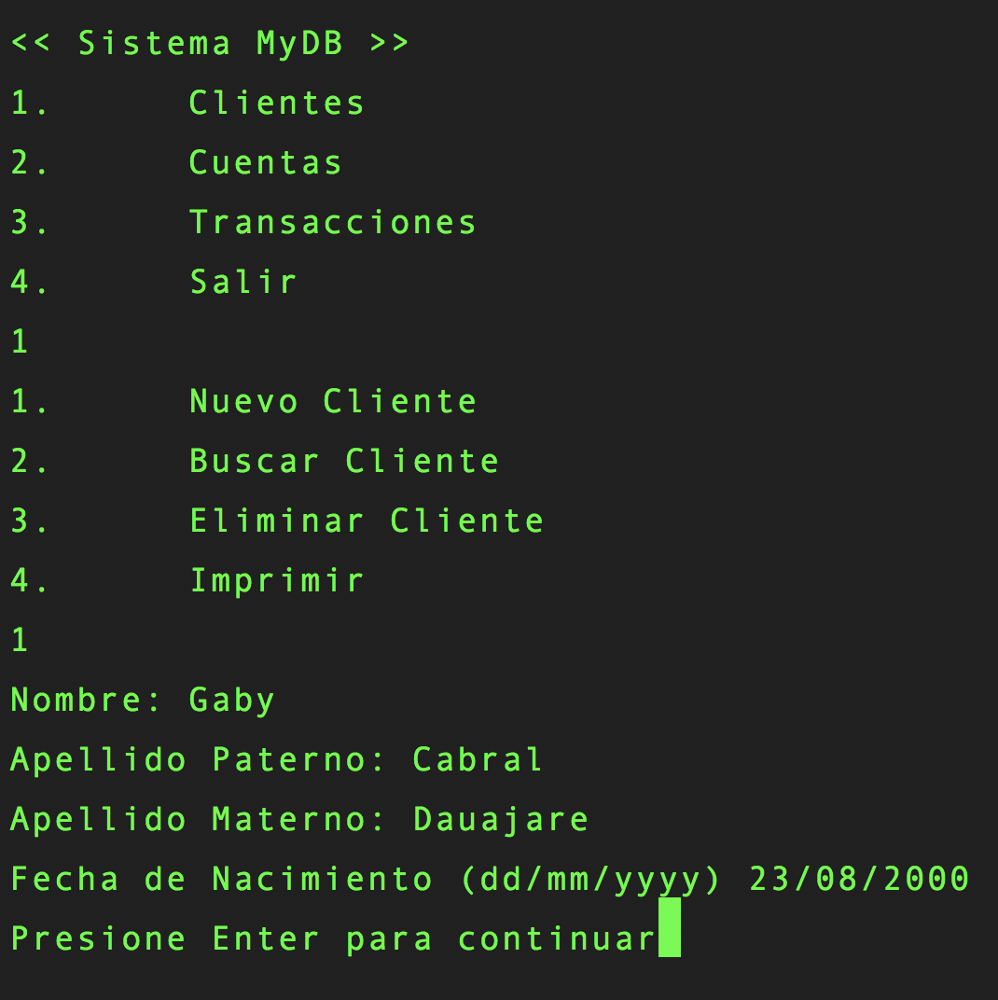 << Sistema MyDB >>
1. Clientes
2. Cuentas
3. Transacciones
4. Salir
1
1. Nuevo Cliente
2. Buscar Cliente
3. Eliminar Cliente
4. Imprimir
1
Nombre: Gaby
Apellido Paterno: Cabral
Apellido Materno: Dauajare
Fecha de Nacimiento (dd/mm/yyyy) 23/08/2000
Presione Enter para continuar